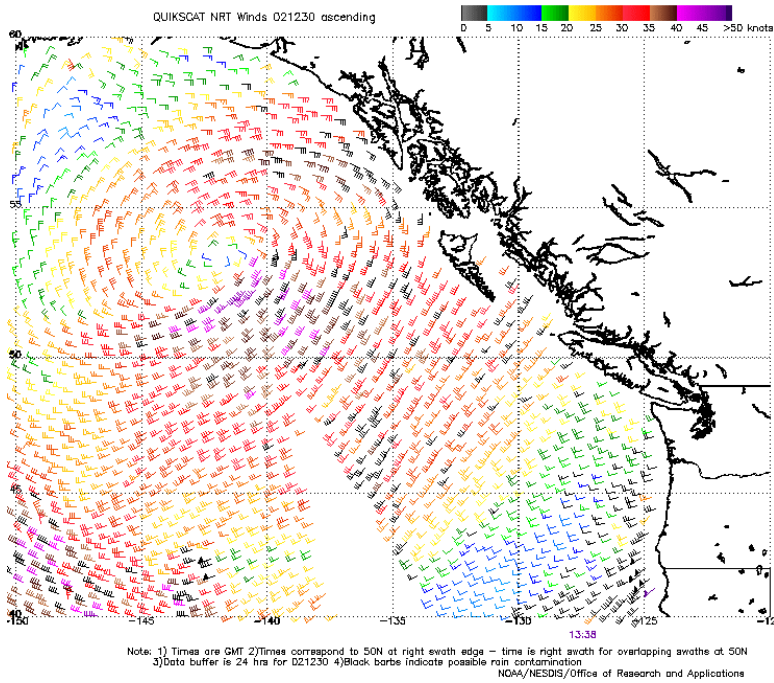 QUIKSCAT NRT Winds 021230 ascending
0 5 10 15 20 25 30 35 40 45 >50 knots
60
55
50
45
40
-150 -145 -140 -135 -130 -125 -12
13:38
Note: 1) Times are GMT 2)Times correspond to 50N at right swath edge – time is right swath for overlapping swaths at 50N
3)Data buffer is 24 hrs for 021230 4)Black barbs indicate possible rain contamination
NOAA/NESDIS/Office of Research and Applications